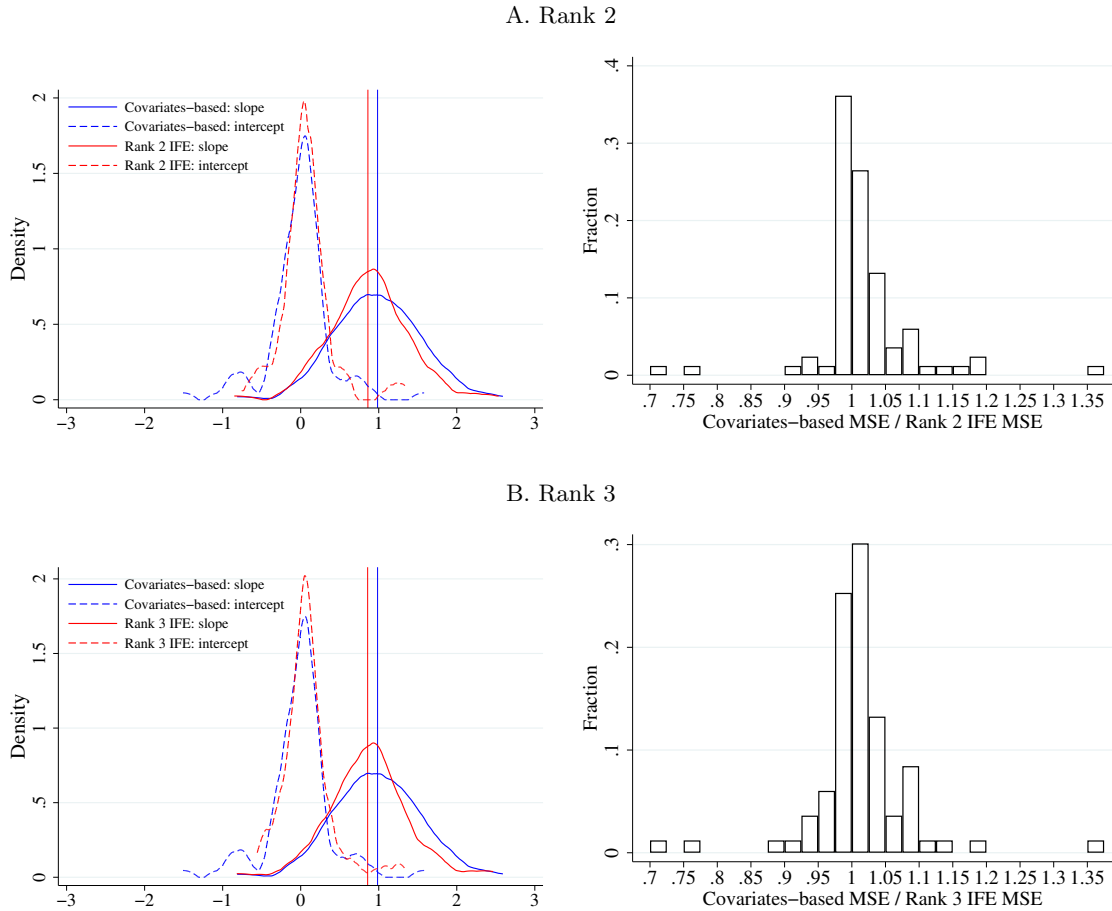 A. Rank 2
Covariates−based: slope
Covariates−based: intercept
Rank 2 IFE: slope
Rank 2 IFE: intercept
Density
0
.5
1
1.5
2
−3 −2 −1 0 1 2 3
Fraction
0
.1
.2
.3
.4
.7 .75 .8 .85 .9 .95 1 1.05 1.1 1.15 1.2 1.25 1.3 1.35
Covariates−based MSE / Rank 2 IFE MSE
B. Rank 3
Covariates−based: slope
Covariates−based: intercept
Rank 3 IFE: slope
Rank 3 IFE: intercept
Density
0
.5
1
1.5
2
−3 −2 −1 0 1 2 3
Fraction
0
.1
.2
.3
.7 .75 .8 .85 .9 .95 1 1.05 1.1 1.15 1.2 1.25 1.3 1.35
Covariates−based MSE / Rank 3 IFE MSE